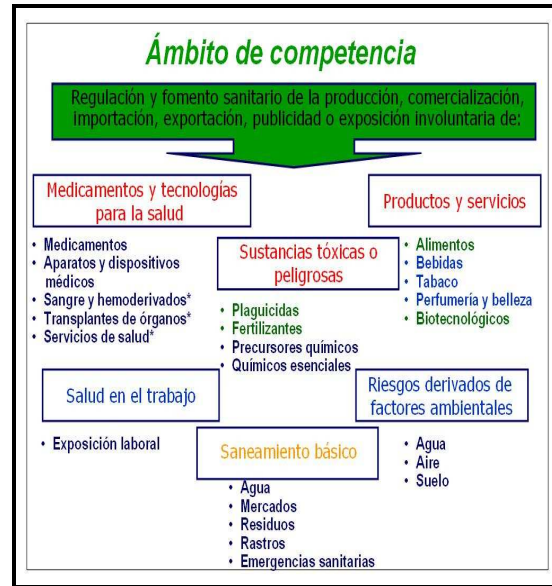 Ámbito de competencia
Regulación y fomento sanitario de la producción, comercialización,
importación, exportación, publicidad o exposición involuntaria de:
Medicamentos y tecnologías
para la salud
• Medicamentos
• Aparatos y dispositivos
médicos
• Sangre y hemoderivados*
• Transplantes de órganos*
• Servicios de salud*
Sustancias tóxicas o
peligrosas
• Plaguicidas
• Fertilizantes
• Precursores químicos
• Químicos esenciales
Productos y servicios
• Alimentos
• Bebidas
• Tabaco
• Perfumería y belleza
• Biotecnológicos
Salud en el trabajo
• Exposición laboral
Saneamiento básico
• Agua
• Mercados
• Residuos
• Rastros
• Emergencias sanitarias
Riesgos derivados de
factores ambientales
• Agua
• Aire
• Suelo